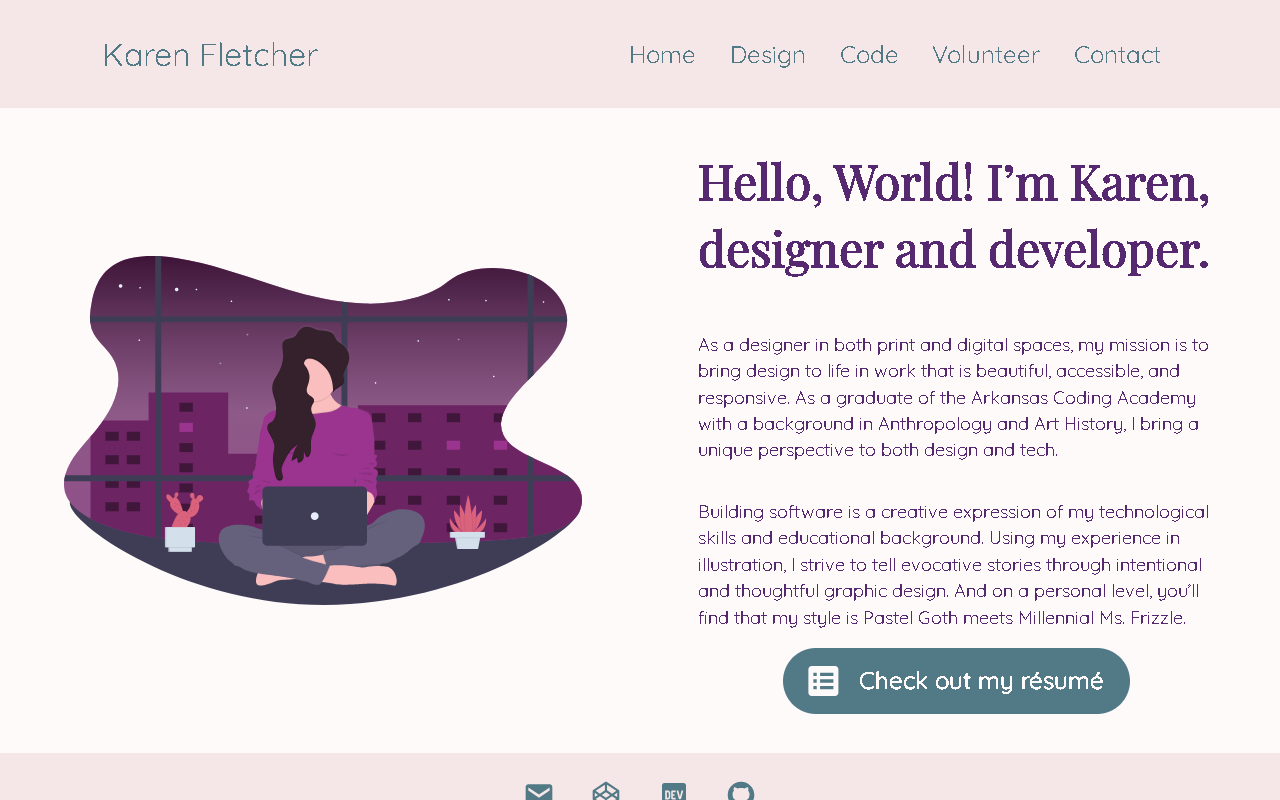 Karen Fletcher
Home Design Code Volunteer Contact
Hello, World! I’m Karen,
designer and developer.
As a designer in both print and digital spaces, my mission is to
bring design to life in work that is beautiful, accessible, and
responsive. As a graduate of the Arkansas Coding Academy
with a background in Anthropology and Art History, I bring a
unique perspective to both design and tech.
Building software is a creative expression of my technological
skills and educational background. Using my experience in
illustration, I strive to tell evocative stories through intentional
and thoughtful graphic design. And on a personal level, you’ll
find that my style is Pastel Goth meets Millennial Ms. Frizzle.
Check out my résumé
DEV